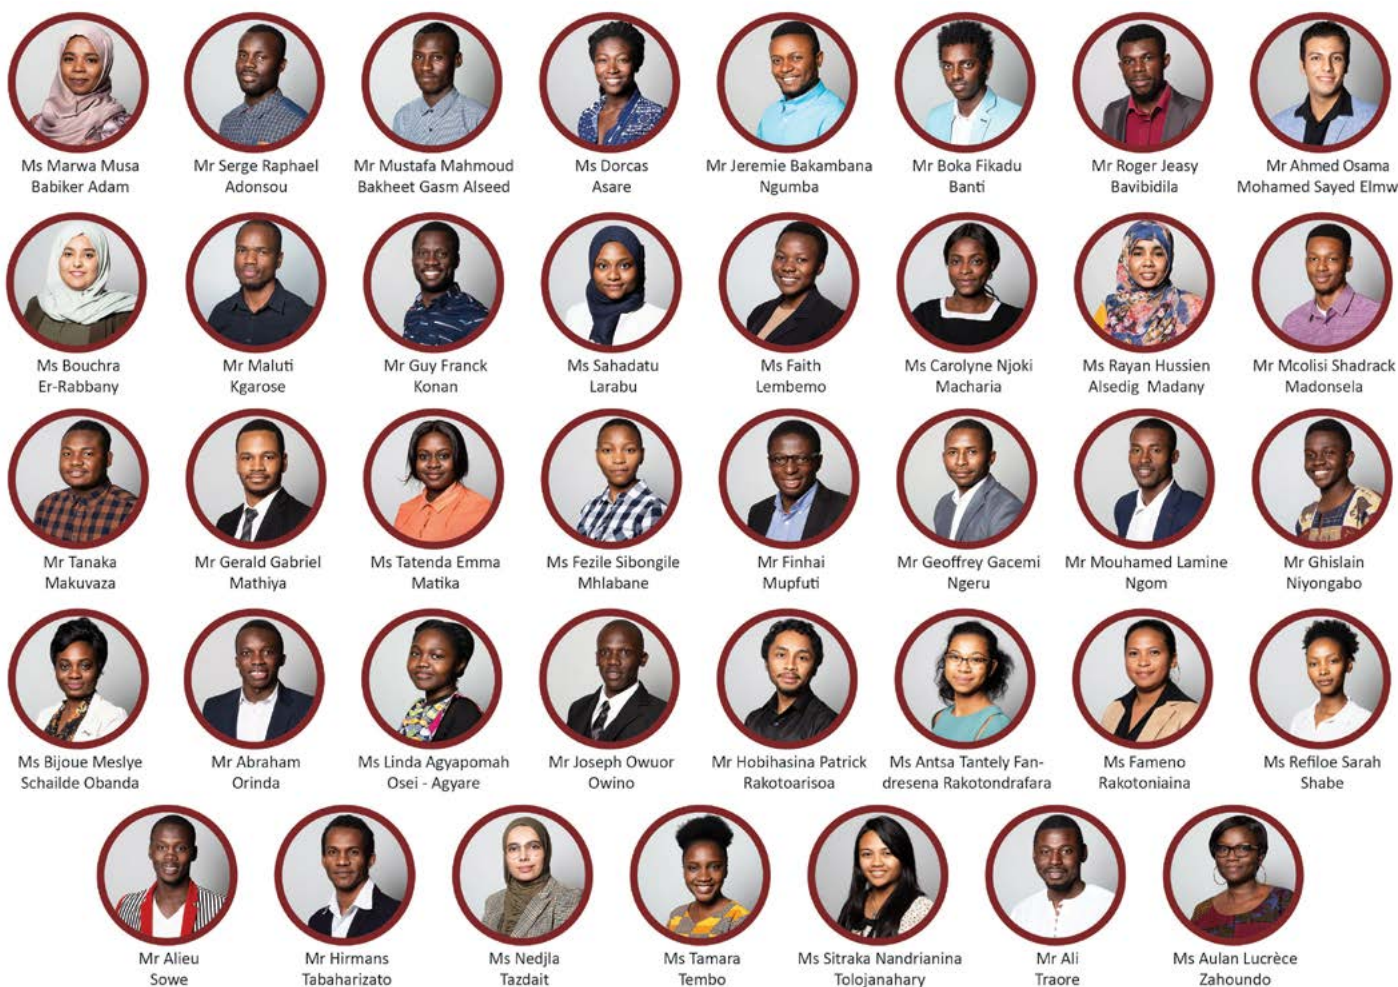 Ms Marwa Musa
Babiker Adam
Mr Serge Raphael
Adonsou
Mr Mustafa Mahmoud
Bakheet Gasm Alseed
Ms Dorcas
Asare
Mr Jeremie Bakambana
Ngumba
Mr Boka Fikadu
Banti
Mr Roger Jeasy
Bavibidila
Mr Ahmed Osama
Mohamed Sayed Elmw
Ms Bouchra
Er-Rabbany
Mr Maluti
Kgarose
Mr Guy Franck
Konan
Ms Sahadatu
Larabu
Ms Faith
Lembemo
Ms Carolyne Njoki
Macharia
Ms Rayan Hussien
Alsedig Madany
Mr Mcolisi Shadrack
Madonsela
Mr Tanaka
Makuvaza
Mr Gerald Gabriel
Mathiya
Ms Tatenda Emma
Matika
Ms Fezile Sibongile
Mhlabane
Mr Finhai
Mupfuti
Mr Geoffrey Gacemi
Ngeru
Mr Mouhamed Lamine
Ngom
Mr Ghislain
Niyongabo
Ms Bijoue Meslye
Schailde Obanda
Mr Abraham
Orinda
Ms Linda Agyapomah
Osei - Agyare
Mr Joseph Owuor
Owino
Mr Hobihasina Patrick
Rakotoarisoa
Ms Antsa Tantely Fan-
dresena Rakotondrafara
Ms Fameno
Rakotoniaina
Ms Refiloe Sarah
Shabe
Mr Alieu
Sowe
Mr Hirmans
Tabaharizato
Ms Nedjla
Tazdait
Ms Tamara
Tembo
Ms Sitraka Nandrianina
Tolojanahary
Mr Ali
Traore
Ms Aulan Lucrèce
Zahoundo